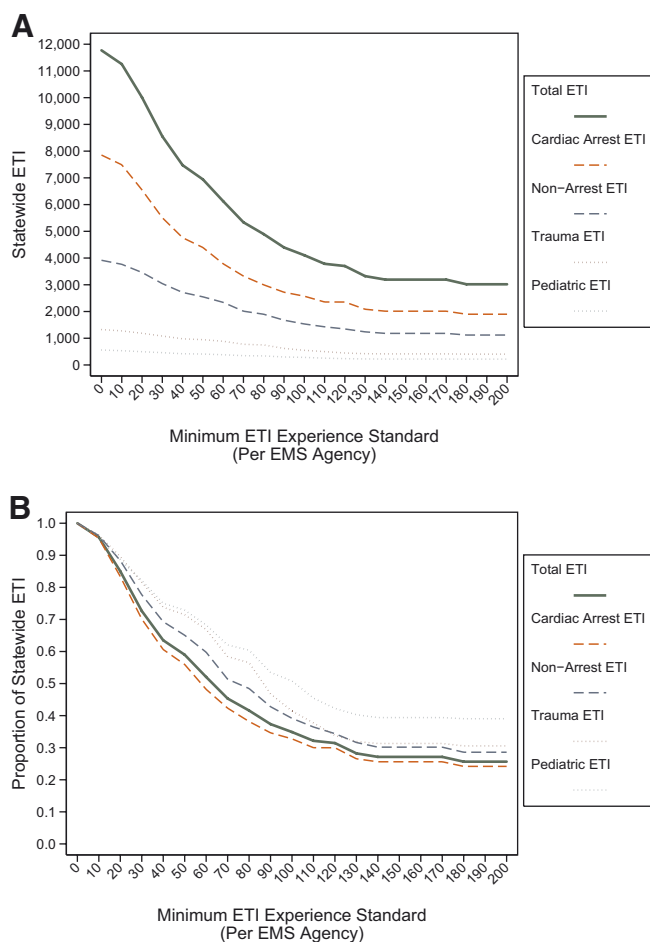 A
12,000
11,000
10,000
9,000
8,000
7,000
6,000
5,000
4,000
3,000
2,000
1,000
0
Statewide ETI
0 10 20 30 40 50 60 70 80 90 100 110 120 130 140 150 160 170 180 190 200
Minimum ETI Experience Standard
(Per EMS Agency)
Total ETI
Cardiac Arrest ETI
Non-Arrest ETI
Trauma ETI
Pediatric ETI
B
1.0
0.9
0.8
0.7
0.6
0.5
0.4
0.3
0.2
0.1
0.0
Proportion of Statewide ETI
0 10 20 30 40 50 60 70 80 90 100 110 120 130 140 150 160 170 180 190 200
Minimum ETI Experience Standard
(Per EMS Agency)
Total ETI
Cardiac Arrest ETI
Non-Arrest ETI
Trauma ETI
Pediatric ETI